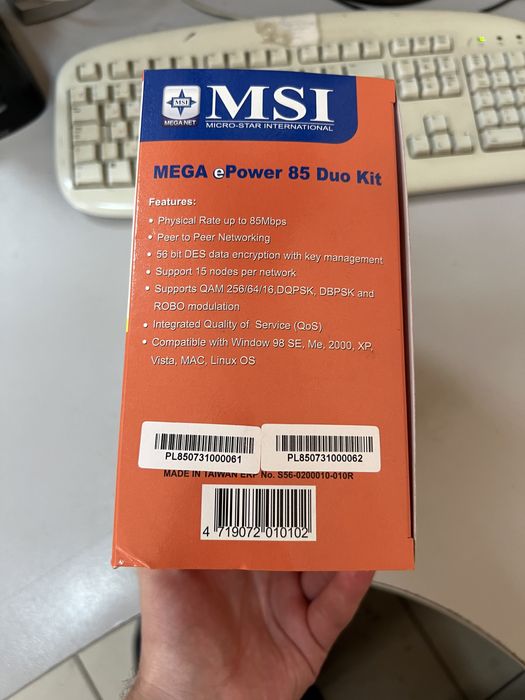 MSI
MEGA NET
MSI
MICRO-STAR INTERNATIONAL
MEGA ePower 85 Duo Kit
Features:
• Physical Rate up to 85Mbps
• Peer to Peer Networking
• 56 bit DES data encryption with key management
• Support 15 nodes per network
• Supports QAM 256/64/16,DQPSK, DBPSK and
ROBO modulation
• Integrated Quality of Service (QoS)
• Compatible with Window 98 SE, Me, 2000, XP,
Vista, MAC, Linux OS
PL850731000061
PL850731000062
MADE IN TAIWAN ERP No. S56-0200010-010R
4 719072 010102